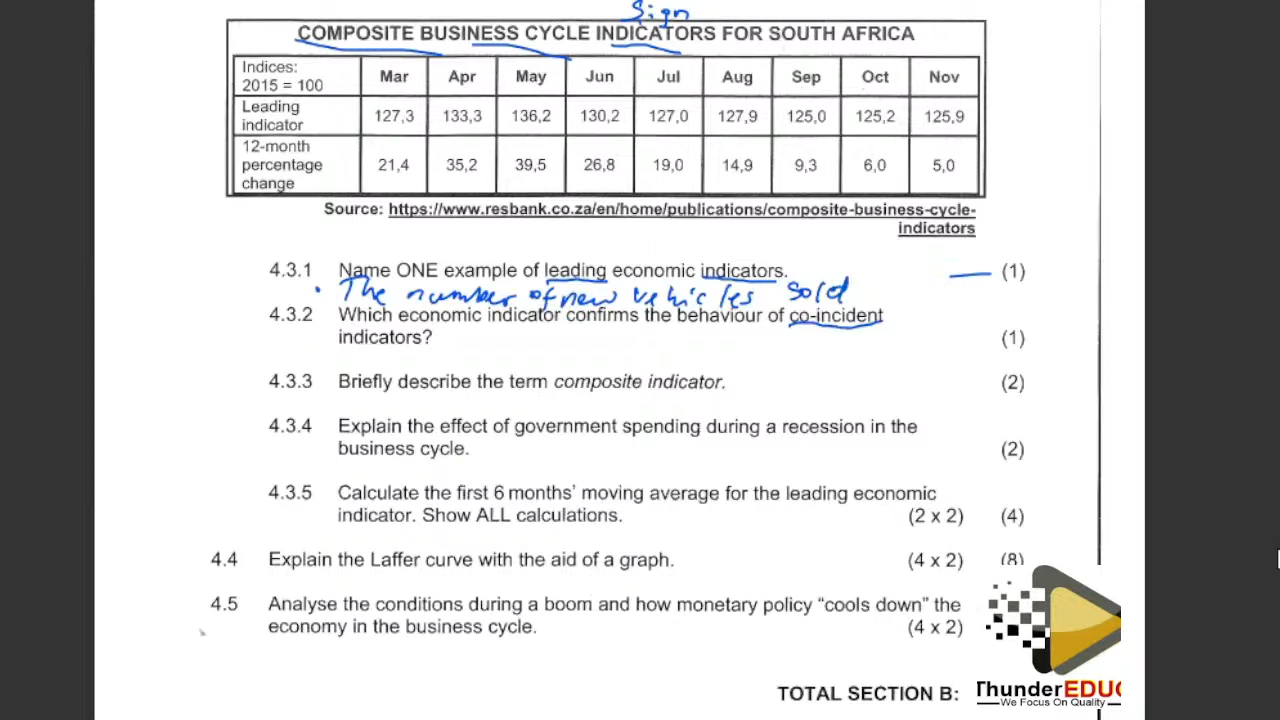 Sign
COMPOSITE BUSINESS CYCLE INDICATORS FOR SOUTH AFRICA
Indices: 2015 = 100 Mar Apr May Jun Jul Aug Sep Oct Nov
Leading indicator 127,3 133,3 136,2 130,2 127,0 127,9 125,0 125,2 125,9
12-month percentage change 21,4 35,2 39,5 26,8 19,0 14,9 9,3 6,0 5,0
Source: https://www.resbank.co.za/en/home/publications/composite-business-cycle-
indicators
4.3.1 Name ONE example of leading economic indicators. (1)
The number of new vehicles sold
4.3.2 Which economic indicator confirms the behaviour of co-incident
indicators? (1)
4.3.3 Briefly describe the term composite indicator. (2)
4.3.4 Explain the effect of government spending during a recession in the
business cycle. (2)
4.3.5 Calculate the first 6 months' moving average for the leading economic
indicator. Show ALL calculations. (2 x 2) (4)
4.4 Explain the Laffer curve with the aid of a graph. (4 x 2) (8)
4.5 Analyse the conditions during a boom and how monetary policy “cools down” the
economy in the business cycle. (4 x 2)
TOTAL SECTION B:
ThunderEDUC
We Focus On Quality